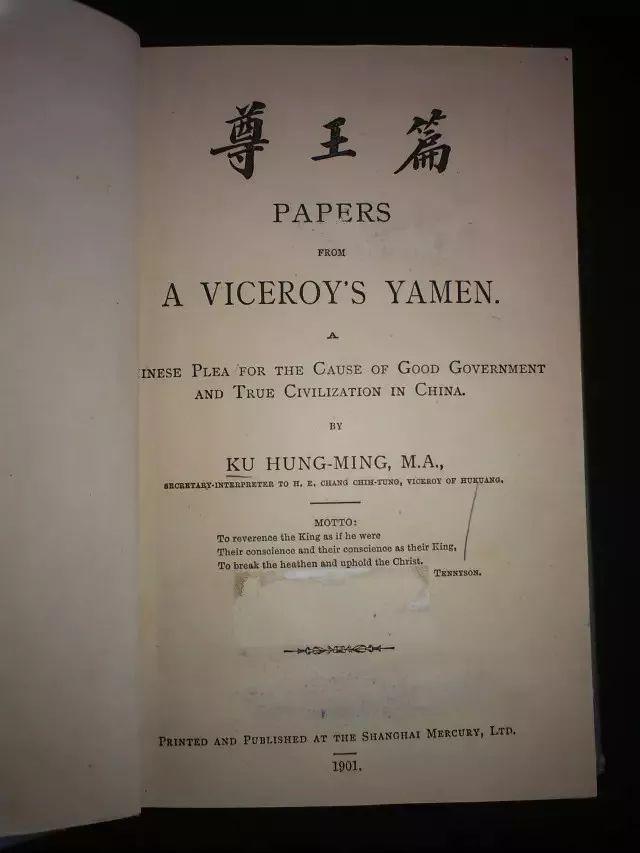 尊王篇
PAPERS
FROM
A VICEROY'S YAMEN.
A
INESE PLEA FOR THE CAUSE OF GOOD GOVERNMENT
AND TRUE CIVILIZATION IN CHINA.
BY
KU HUNG-MING, M.A.,
SECRETARY-INTERPRETER TO H. E. CHANG CHIH-TUNG, VICEROY OF HUKUANG.
MOTTO:
To reverence the King as if he were
Their conscience and their conscience as their King,
To break the heathen and uphold the Christ.
TENNYSON.
PRINTED AND PUBLISHED AT THE SHANGHAI MERCURY, LTD.
1901.